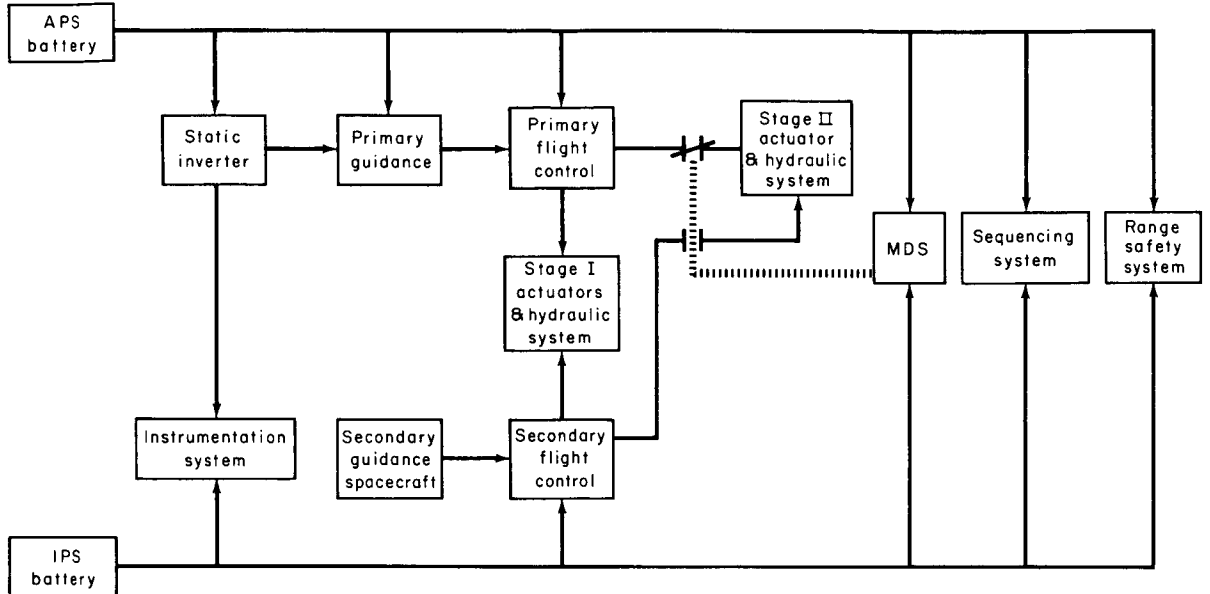 APS
battery
Static
inverter
Primary
guidance
Primary
flight
control
Stage II
actuator
& hydraulic
system
MDS
Sequencing
system
Range
safety
system
Stage I
actuators
& hydraulic
system
Instrumentation
system
Secondary
guidance
spacecraft
Secondary
flight
control
IPS
battery